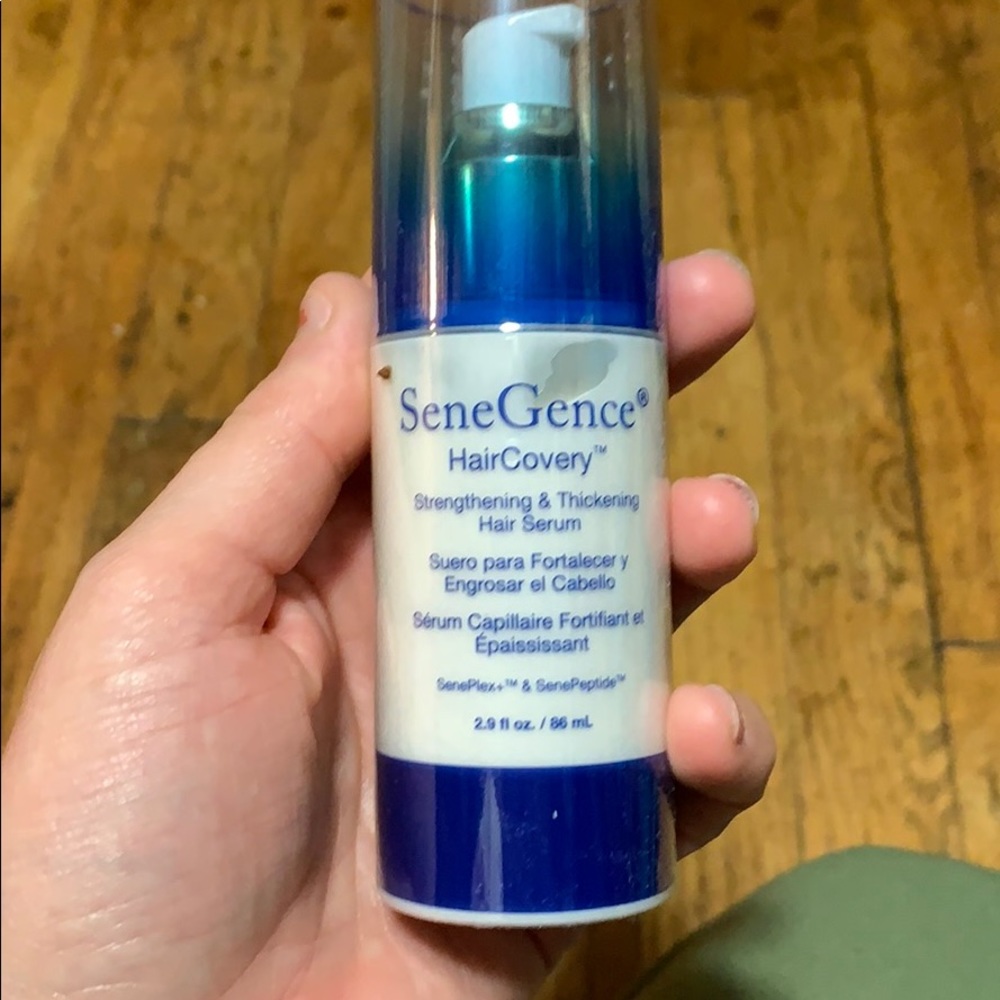 SeneGence®
HairCovery™
Strengthening & Thickening
Hair Serum
Suero para Fortalecer y
Engrosar el Cabello
Sérum Capillaire Fortifiant et
Épaississant
SenePlex+™ & SenePeptide™
2.9 fl oz. / 86 mL